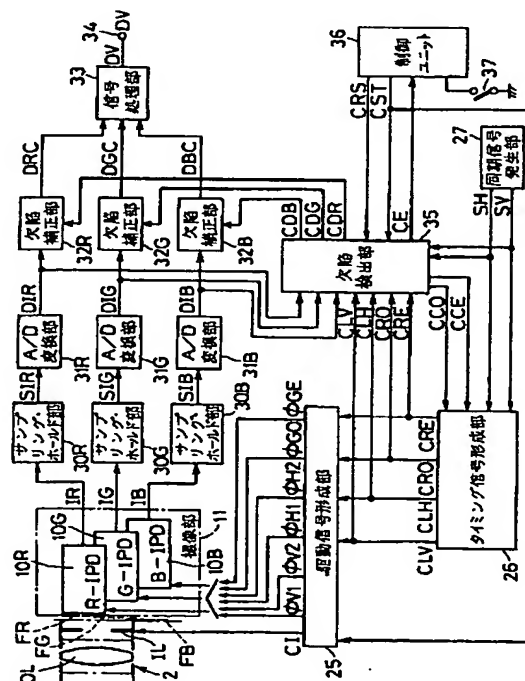 34
DV
DV
33
信号
処理部
36
制御
ユニット
37
DRC
DGC
DBC
CRS
CST
CE
27
同期信号
発生部
SH
SV
欠陥
補正部
32R
欠陥
補正部
32G
欠陥
補正部
32B
CDB
CDG
CDR
35
欠陥
検出部
DIR
DIG
DIB
CLV
CLH
CRO
CRE
CCO
CCE
A/D
変換部
31R
A/D
変換部
31G
A/D
変換部
31B
SIR
SIG
SIB
サンプ
リング・
ホールド部
30R
サンプ
リング・
ホールド部
30G
サンプ
リング・
ホールド部
30B
IR
IG
IB
11
撮像部
10R
R-IPD
10G
G-IPD
B-IPD
10B
ΦGE
ΦGO
ΦH2
ΦH1
ΦV2
ΦV1
CI
駆動信号形成部
25
CRE
CRO
CLH
CLV
タイミング信号形成部
26
FR
FG
FB
IL
OL
2